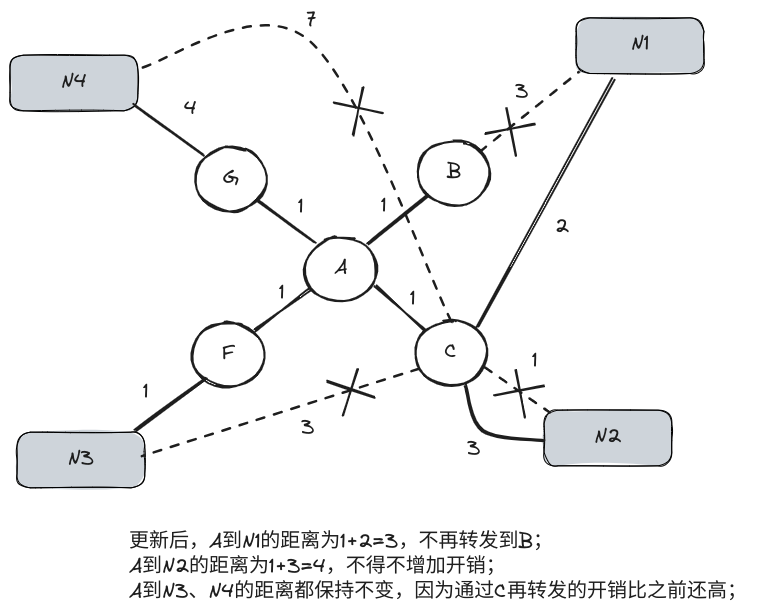 7
N1
N4
3
4
B
G
1
1
2
A
1
1
F
C
1
1
3
N2
3
N3
更新后，A到N1的距离为1+2=3，不再转发到B；
A到N2的距离为1+3=4，不得不增加开销；
A到N3、N4的距离都保持不变，因为通过C再转发的开销比之前还高；